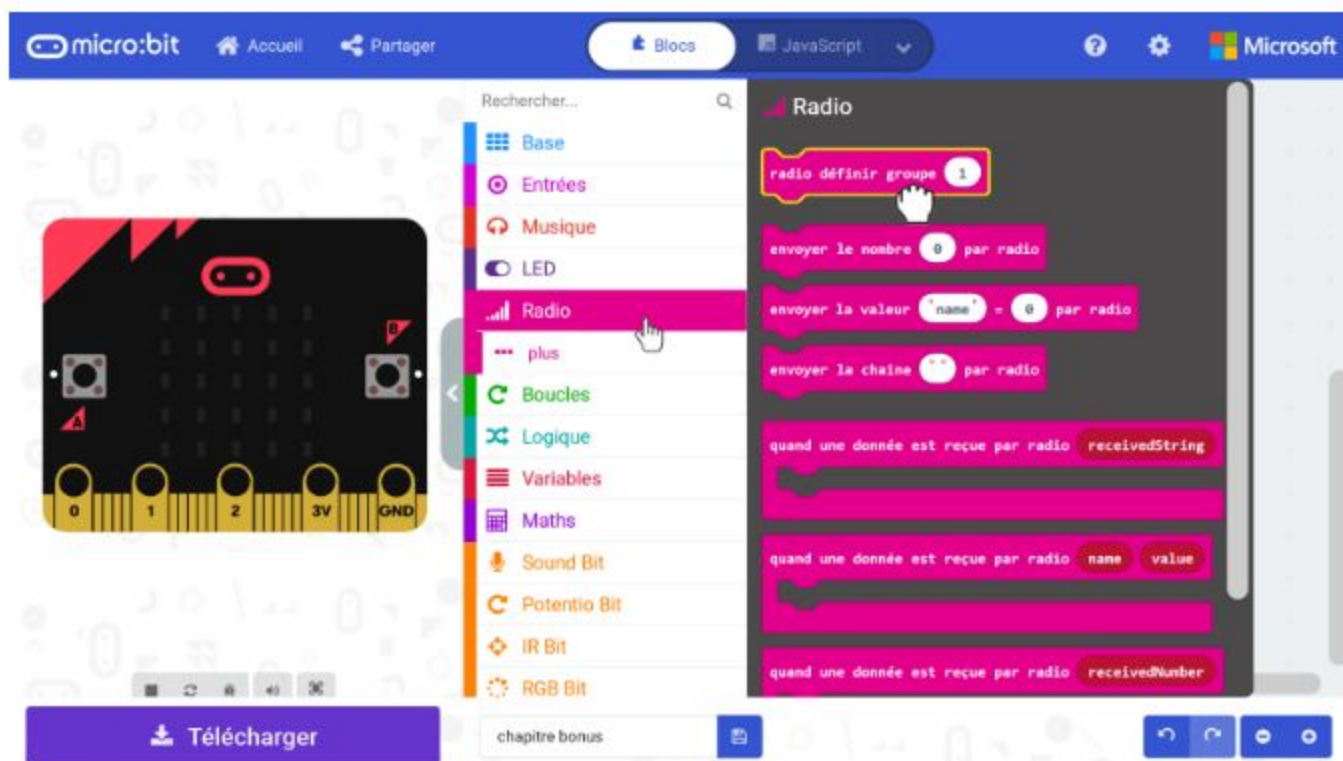 micro:bit Accueil Partager Blocs JavaScript Microsoft
Rechercher...
Base
Entrées
Musique
LED
Radio
plus
Boucles
Logique
Variables
Maths
Sound Bit
Potentio Bit
IR Bit
RGB Bit
Radio
radio définir groupe 1
envoyer le nombre 0 par radio
envoyer la valeur "name" = 0 par radio
envoyer la chaîne "" par radio
quand une donnée est reçue par radio receivedString
quand une donnée est reçue par radio name value
quand une donnée est reçue par radio receivedNumber
B
A
0 1 2 3V GND
Télécharger
chapitre bonus